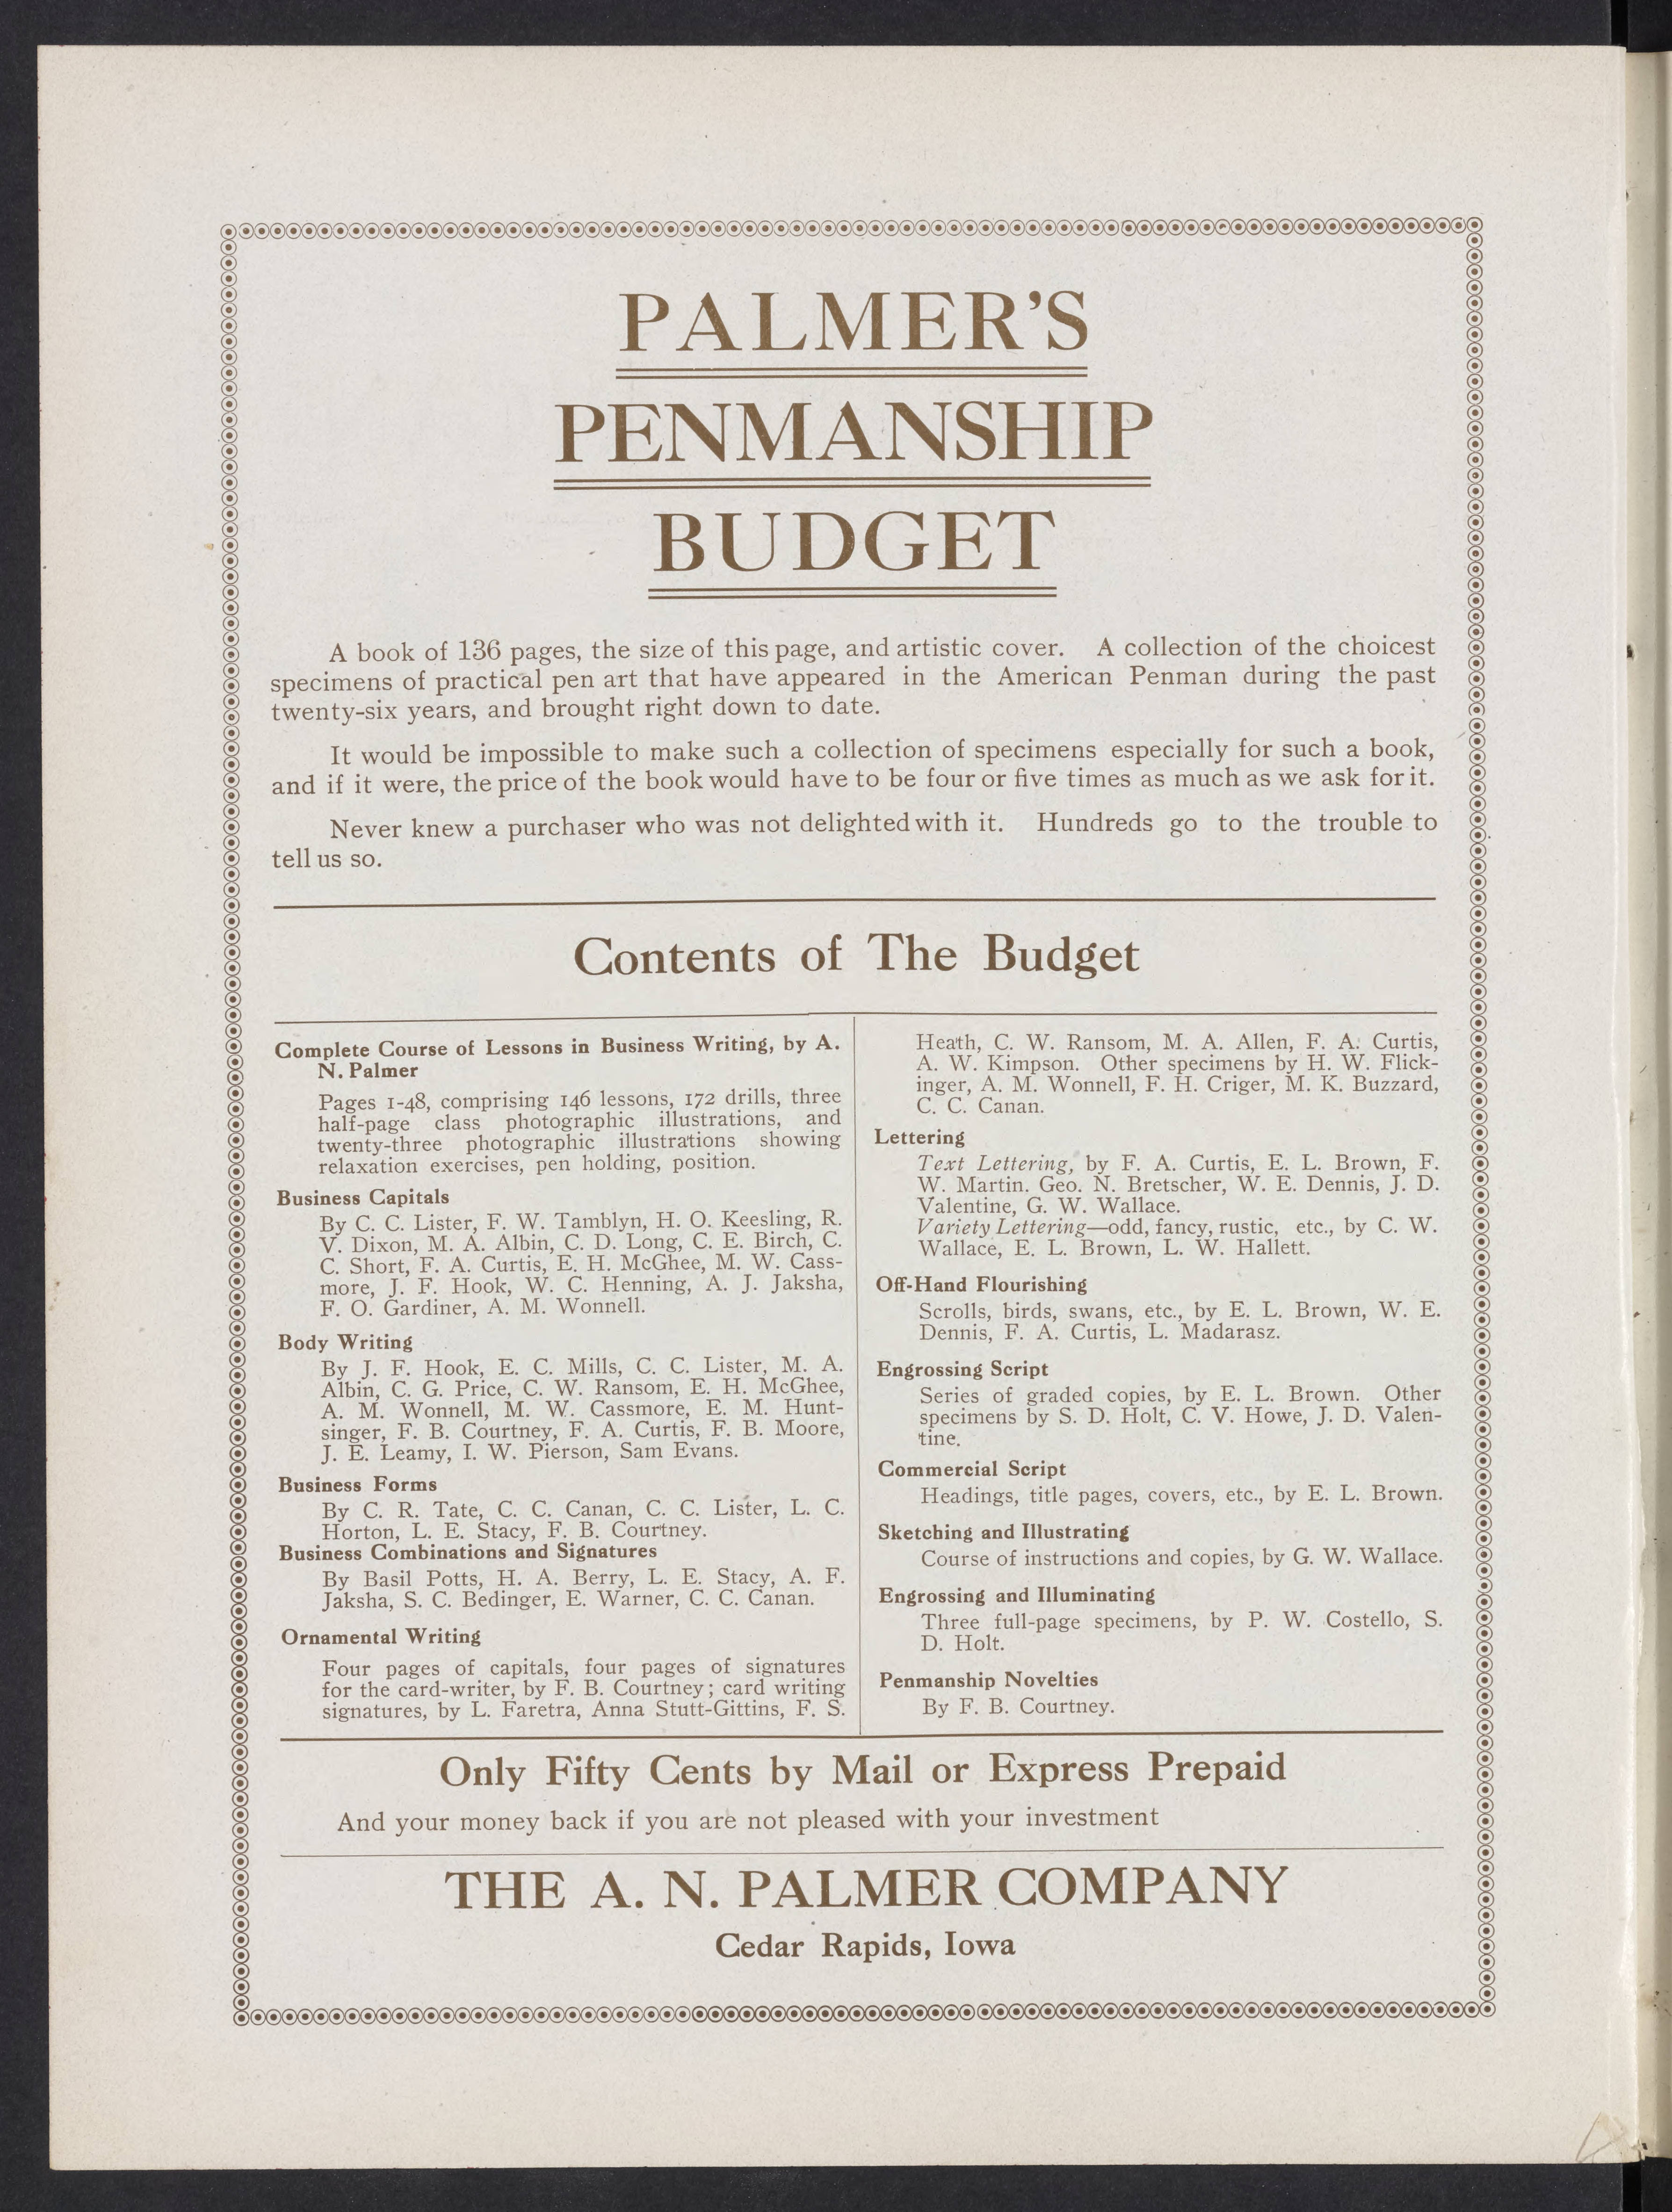 PALMER'S
PENMANSHIP
BUDGET
A book of 136 pages, the size of this page, and artistic cover. A collection of the choicest
specimens of practical pen art that have appeared in the American Penman during the past
twenty-six years, and brought right down to date.
It would be impossible to make such a collection of specimens especially for such a book,
and if it were, the price of the book would have to be four or five times as much as we ask for it.
Never knew a purchaser who was not delighted with it. Hundreds go to the trouble to
tell us so.
Contents of The Budget
Complete Course of Lessons in Business Writing, by A.
N. Palmer
Pages 1-48, comprising 146 lessons, 172 drills, three
half-page class photographic illustrations, and
twenty-three photographic illustrations showing
relaxation exercises, pen holding, position.
Business Capitals
By C. C. Lister, F. W. Tamblyn, H. O. Keesling, R.
V. Dixon, M. A. Albin, C. D. Long, C. E. Birch, C.
C. Short, F. A. Curtis, E. H. McGhee, M. W. Cass-
more, J. F. Hook, W. C. Henning, A. J. Jaksha,
F. O. Gardiner, A. M. Wonnell.
Body Writing
By J. F. Hook, E. C. Mills, C. C. Lister, M. A.
Albin, C. G. Price, C. W. Ransom, E. H. McGhee,
A. M. Wonnell, M. W. Cassmore, E. M. Hunt-
singer, F. B. Courtney, F. A. Curtis, F. B. Moore,
J. E. Leamy, I. W. Pierson, Sam Evans.
Business Forms
By C. R. Tate, C. C. Canan, C. C. Lister, L. C.
Horton, L. E. Stacy, F. B. Courtney.
Business Combinations and Signatures
By Basil Potts, H. A. Berry, L. E. Stacy, A. F.
Jaksha, S. C. Bedinger, E. Warner, C. C. Canan.
Ornamental Writing
Four pages of capitals, four pages of signatures
for the card-writer, by F. B. Courtney; card writing
signatures, by L. Faretra, Anna Stutt-Gittins, F. S.
Heath, C. W. Ransom, M. A. Allen, F. A. Curtis,
A. W. Kimpson. Other specimens by H. W. Flick-
inger, A. M. Wonnell, F. H. Criger, M. K. Buzzard,
C. C. Canan.
Lettering
Text Lettering, by F. A. Curtis, E. L. Brown, F.
W. Martin. Geo. N. Bretscher, W. E. Dennis, J. D.
Valentine, G. W. Wallace.
Variety Lettering—odd, fancy, rustic, etc., by C. W.
Wallace, E. L. Brown, L. W. Hallett.
Off-Hand Flourishing
Scrolls, birds, swans, etc., by E. L. Brown, W. E.
Dennis, F. A. Curtis, L. Madarasz.
Engrossing Script
Series of graded copies, by E. L. Brown. Other
specimens by S. D. Holt, C. V. Howe, J. D. Valen-
tine.
Commercial Script
Headings, title pages, covers, etc., by E. L. Brown.
Sketching and Illustrating
Course of instructions and copies, by G. W. Wallace.
Engrossing and Illuminating
Three full-page specimens, by P. W. Costello, S.
D. Holt.
Penmanship Novelties
By F. B. Courtney.
Only Fifty Cents by Mail or Express Prepaid
And your money back if you are not pleased with your investment
THE A. N. PALMER COMPANY
Cedar Rapids, Iowa